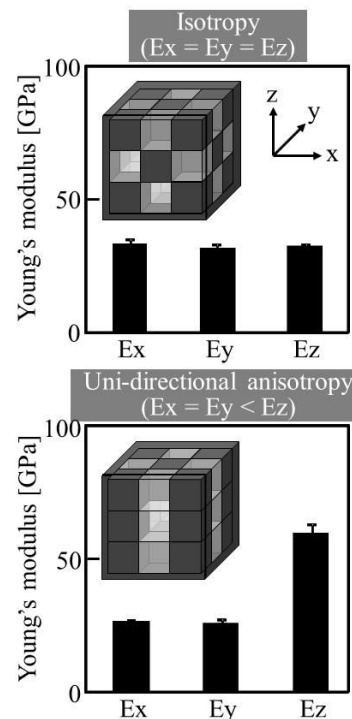 Isotropy
(Ex = Ey = Ez)
100
50
0
Young's modulus [GPa]
z
y
x
Ex Ey Ez
Uni-directional anisotropy
(Ex = Ey < Ez)
100
50
0
Young's modulus [GPa]
Ex Ey Ez